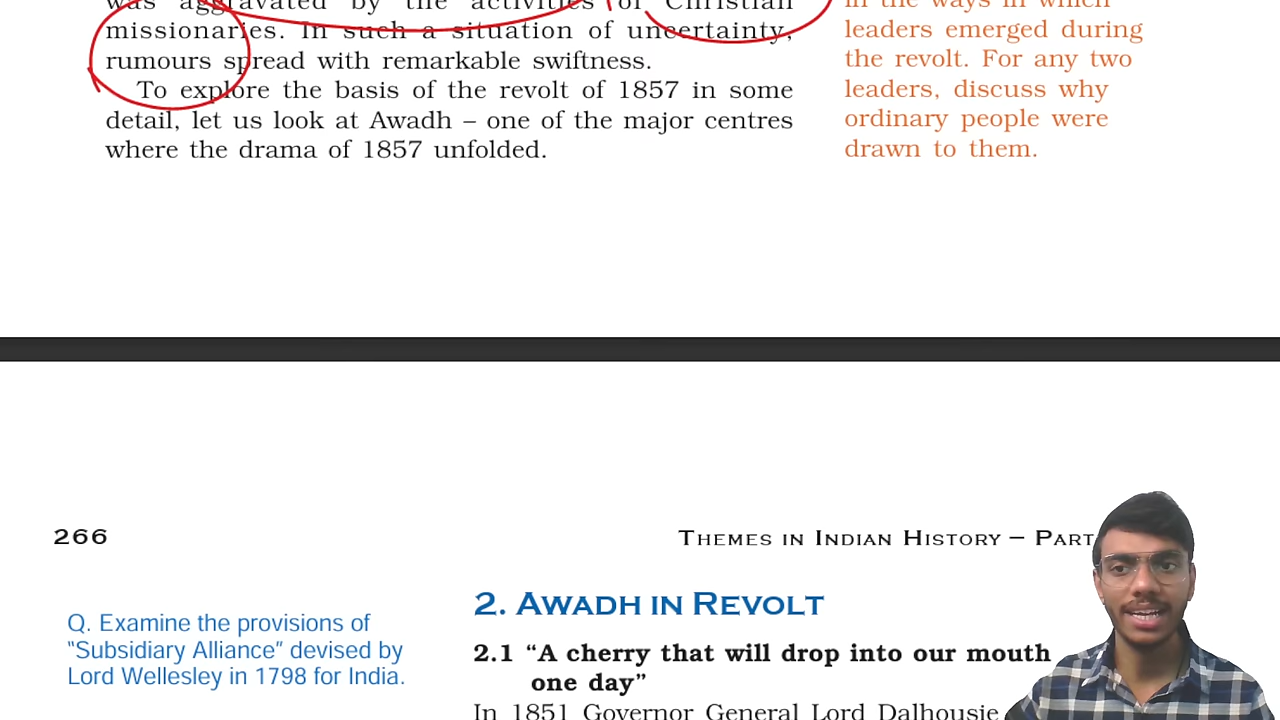 was aggravated by the activities of Christian
missionaries. In such a situation of uncertainty,
rumours spread with remarkable swiftness.
To explore the basis of the revolt of 1857 in some
detail, let us look at Awadh – one of the major centres
where the drama of 1857 unfolded.
in the ways in which
leaders emerged during
the revolt. For any two
leaders, discuss why
ordinary people were
drawn to them.
266
THEMES IN INDIAN HISTORY – PART
Q. Examine the provisions of
“Subsidiary Alliance” devised by
Lord Wellesley in 1798 for India.
2. AWADH IN REVOLT
2.1 “A cherry that will drop into our mouth
one day”
In 1851 Governor General Lord Dalhousie